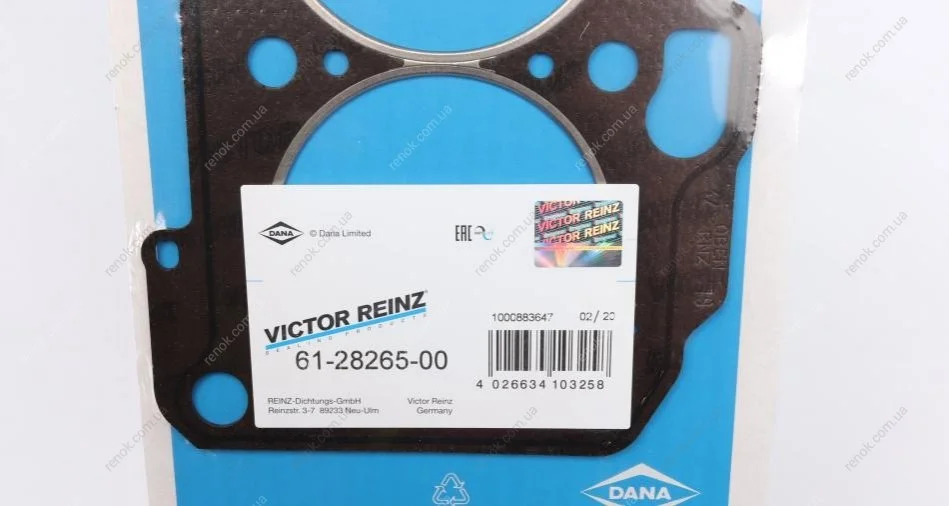 DANA
© Dana Limited
EAC
VICTOR REINZ
VICTOR REINZ
VICTOR REINZ
VICTOR REINZ®
SEALING PRODUCTS
61-28265-00
1000883647
02/20
4 026634 103258
REINZ-Dichtungs-GmbH
Reinzstr. 3-7 89233 Neu-Ulm
Victor Reinz
Germany
DANA
renok.com.ua